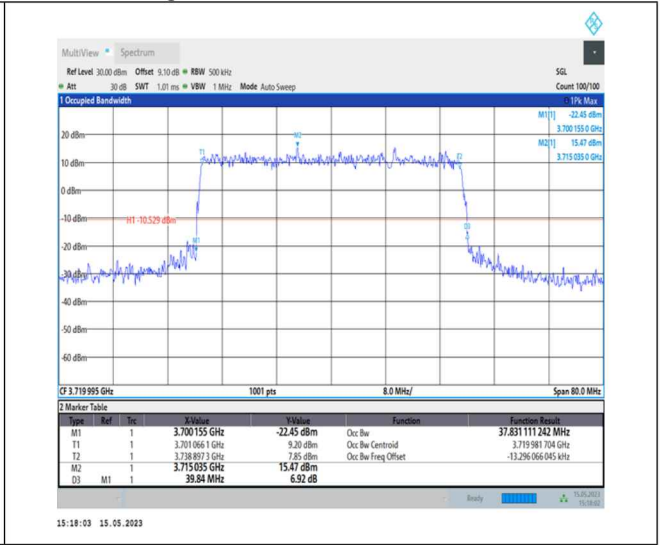 MultiView Spectrum
Ref Level 30.00 dBm Offset 9.10 dB RBW 500 kHz SGL
Att 30 dB SWT 1.01 ms VBW 1 MHz Mode Auto Sweep Count 100/100
1 Occupied Bandwidth 1Pk Max
M1[1] -22.45 dBm
3.700 155 0 GHz
M2[1] 15.47 dBm
3.715 035 0 GHz
20 dBm
M2
T1
T2
10 dBm
0 dBm
-10 dBm
H1 -10.529 dBm
D3
M1
-20 dBm
-30 dBm
-40 dBm
-50 dBm
-60 dBm
CF 3.719 995 GHz 1001 pts 8.0 MHz/ Span 80.0 MHz
2 Marker Table
Type Ref Trc X-Value Y-Value Function Function Result
M1 1 3.700155 GHz -22.45 dBm Occ Bw 37.831 111 242 MHz
T1 1 3.701 066 1 GHz 9.20 dBm Occ Bw Centroid 3.719 981 704 GHz
T2 1 3.738 897 3 GHz 7.85 dBm Occ Bw Freq Offset -13.296 066 045 kHz
M2 1 3.715035 GHz 15.47 dBm
D3 M1 1 39.84 MHz 6.92 dB
Ready 15.05.2023
15:18:02
15:18:03 15.05.2023